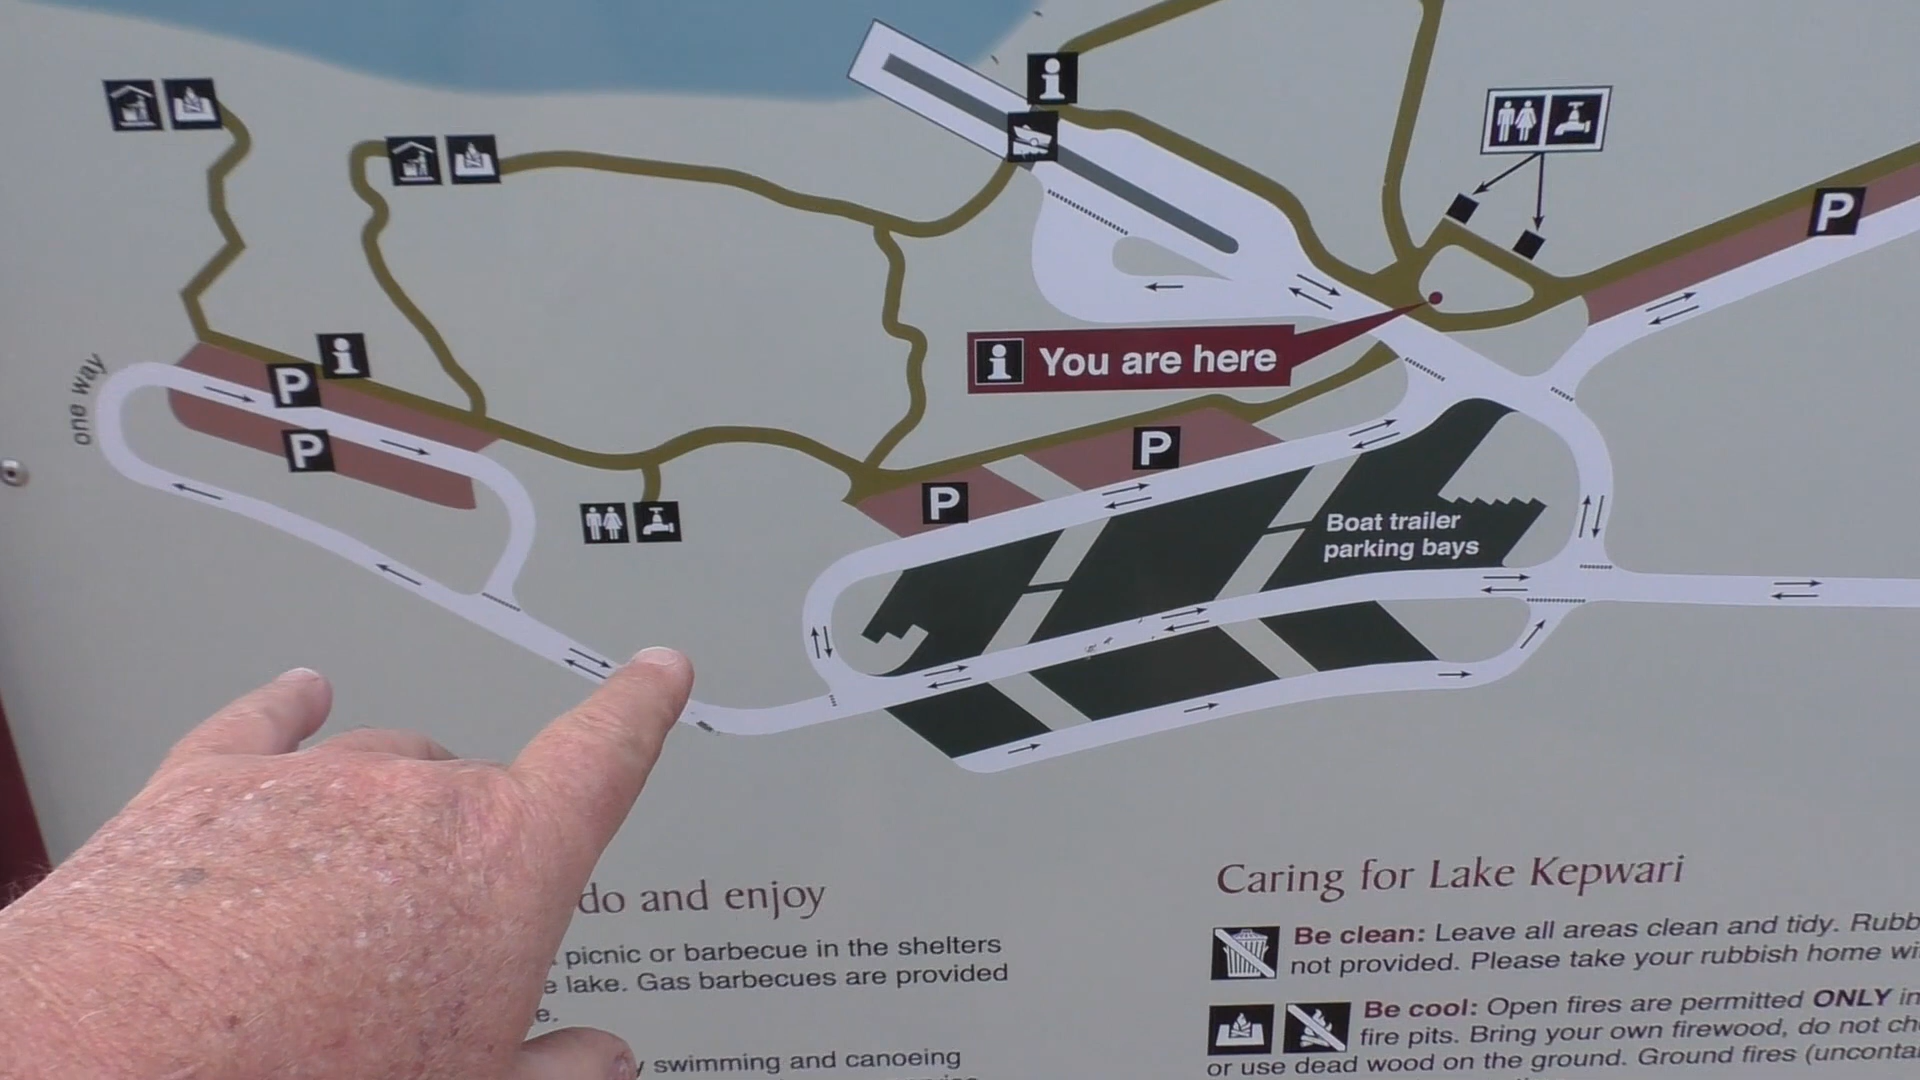 one way
P
P
You are here
P
P
P
Boat trailer
parking bays
do and enjoy
picnic or barbecue in the shelters
lake. Gas barbecues are provided
swimming and canoeing
Caring for Lake Kepwari
Be clean: Leave all areas clean and tidy.
not provided. Please take your rubbish home
Be cool: Open fires are permitted ONLY in
fire pits. Bring your own firewood, do not
or use dead wood on the ground. Ground fires